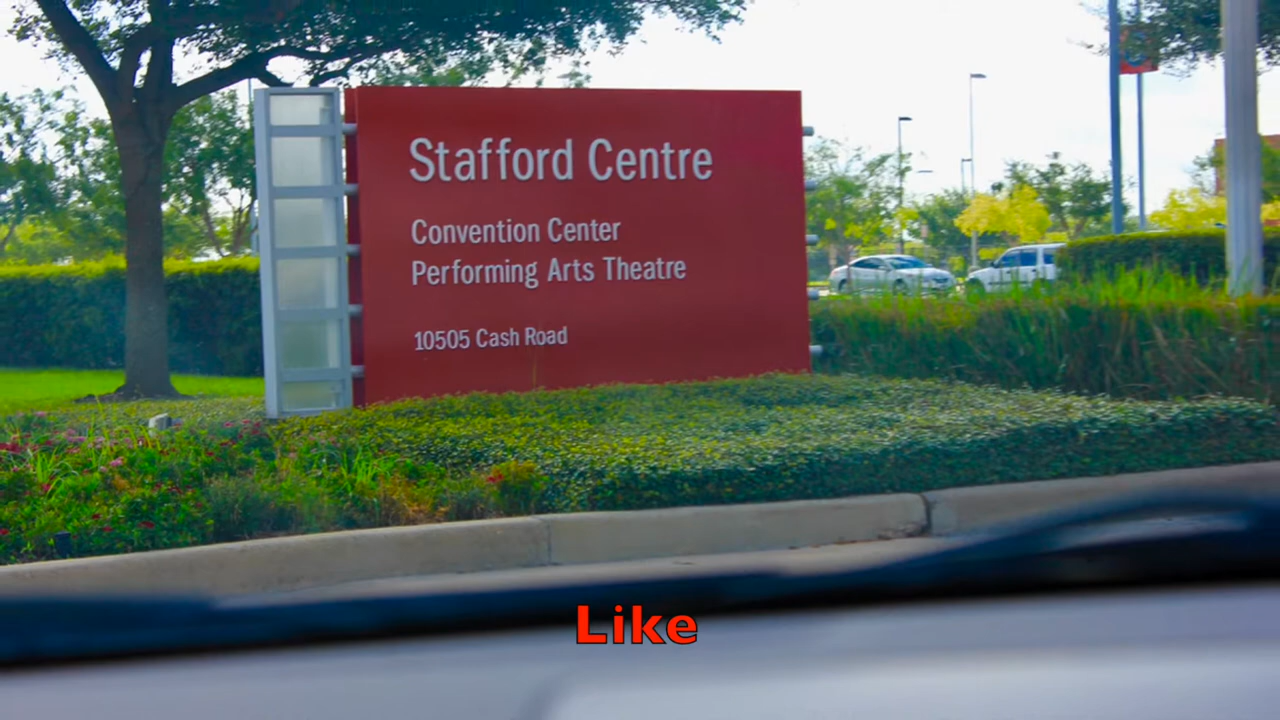 Stafford Centre
Convention Center
Performing Arts Theatre
10505 Cash Road
Like